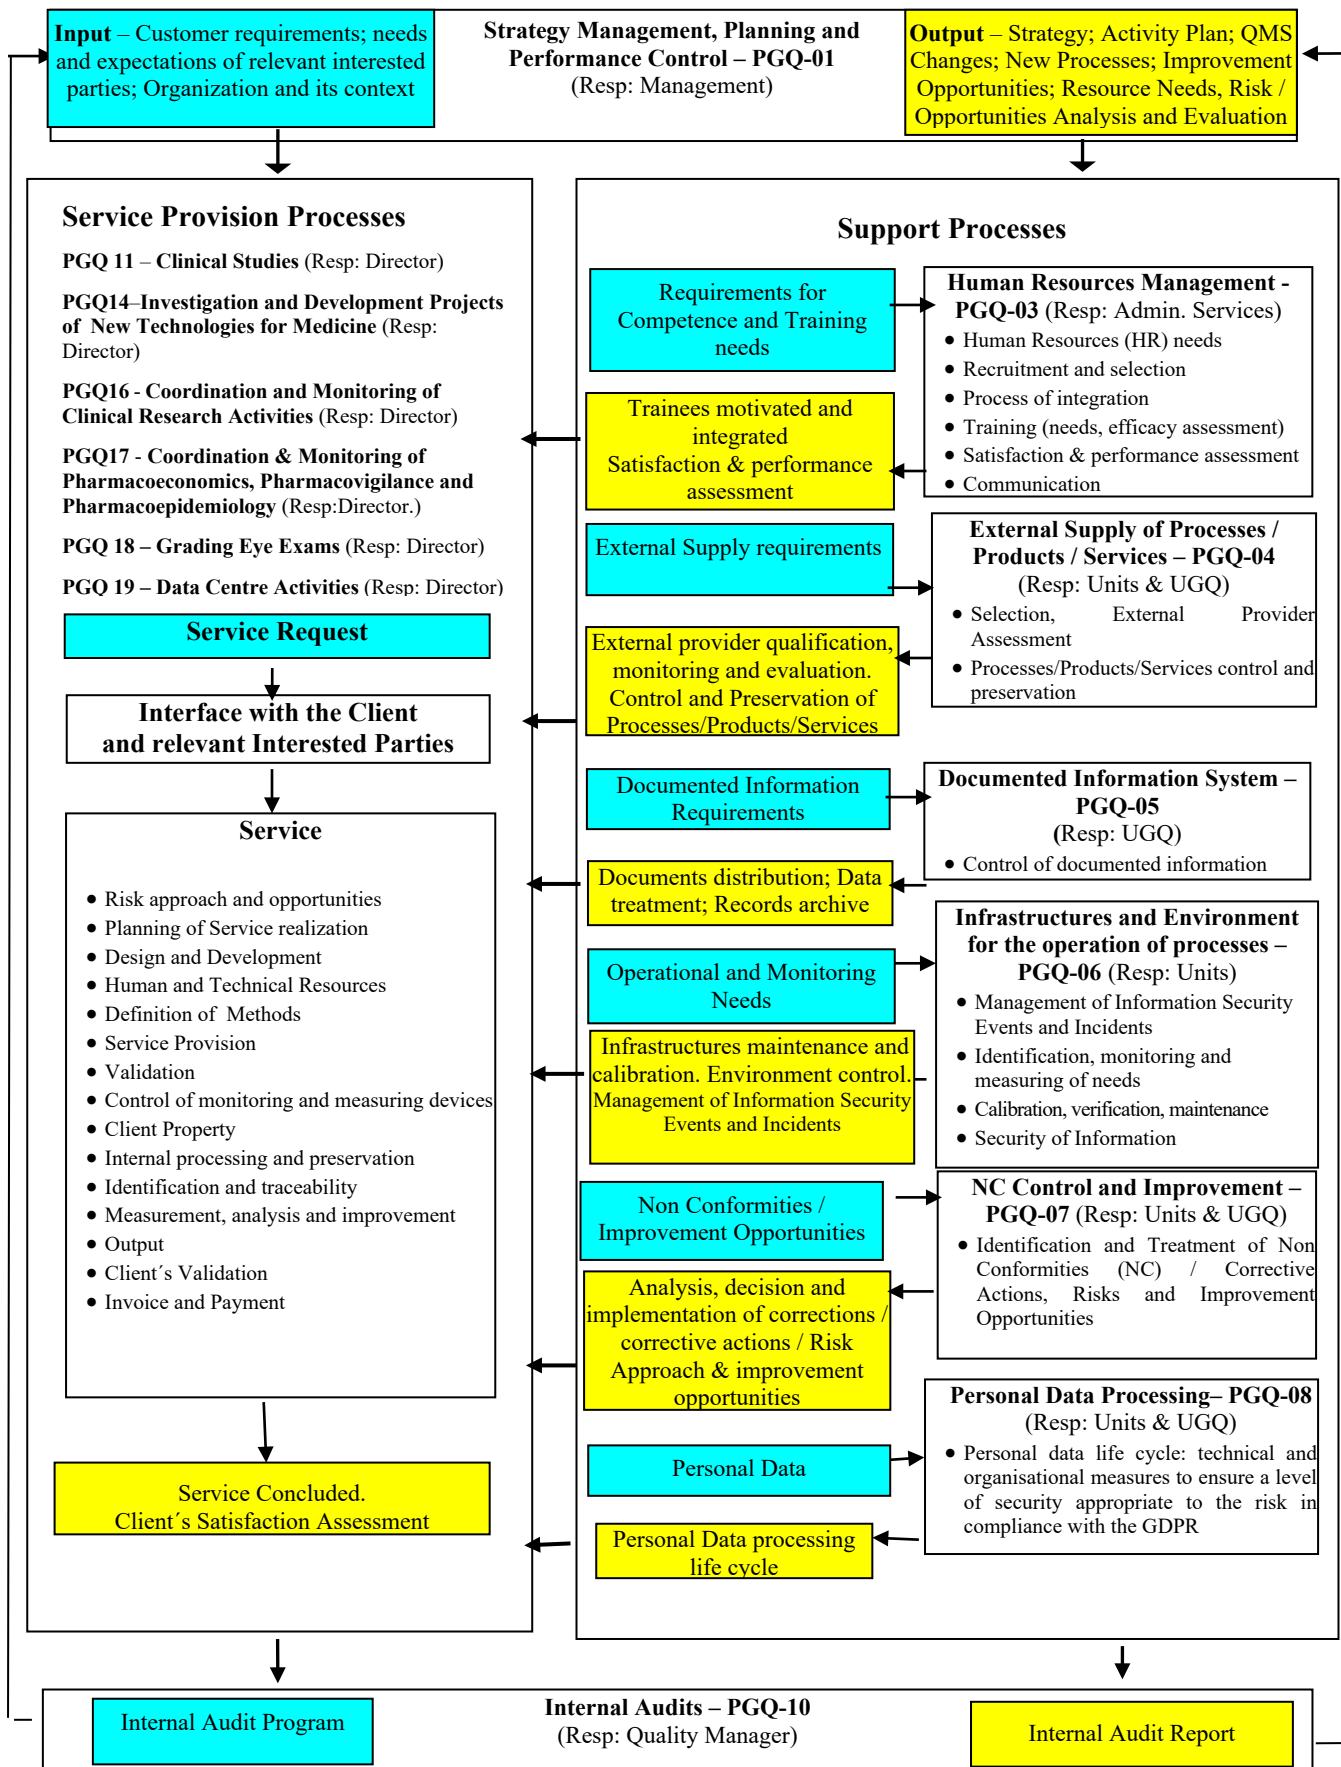 Input – Customer requirements; needs
and expectations of relevant interested
parties; Organization and its context
Strategy Management, Planning and
Performance Control – PGQ-01
(Resp: Management)
Output – Strategy; Activity Plan; QMS
Changes; New Processes; Improvement
Opportunities; Resource Needs, Risk /
Opportunities Analysis and Evaluation
Service Provision Processes
PGQ 11 – Clinical Studies (Resp: Director)
PGQ14–Investigation and Development Projects
of New Technologies for Medicine (Resp:
Director)
PGQ16 - Coordination and Monitoring of
Clinical Research Activities (Resp: Director)
PGQ17 - Coordination & Monitoring of
Pharmacoeconomics, Pharmacovigilance and
Pharmacoepidemiology (Resp:Director.)
PGQ 18 – Grading Eye Exams (Resp: Director)
PGQ 19 – Data Centre Activities (Resp: Director)
Service Request
Interface with the Client
and relevant Interested Parties
Service
• Risk approach and opportunities
• Planning of Service realization
• Design and Development
• Human and Technical Resources
• Definition of Methods
• Service Provision
• Validation
• Control of monitoring and measuring devices
• Client Property
• Internal processing and preservation
• Identification and traceability
• Measurement, analysis and improvement
• Output
• Client´s Validation
• Invoice and Payment
Service Concluded.
Client´s Satisfaction Assessment
Support Processes
Requirements for
Competence and Training
needs
Human Resources Management -
PGQ-03 (Resp: Admin. Services)
• Human Resources (HR) needs
• Recruitment and selection
• Process of integration
• Training (needs, efficacy assessment)
• Satisfaction & performance assessment
• Communication
Trainees motivated and
integrated
Satisfaction & performance
assessment
External Supply requirements
External Supply of Processes /
Products / Services – PGQ-04
(Resp: Units & UGQ)
• Selection, External Provider
Assessment
• Processes/Products/Services control and
preservation
External provider qualification,
monitoring and evaluation.
Control and Preservation of
Processes/Products/Services
Documented Information
Requirements
Documented Information System –
PGQ-05
(Resp: UGQ)
• Control of documented information
Documents distribution; Data
treatment; Records archive
Operational and Monitoring
Needs
Infrastructures and Environment
for the operation of processes –
PGQ-06 (Resp: Units)
• Management of Information Security
Events and Incidents
• Identification, monitoring and
measuring of needs
• Calibration, verification, maintenance
• Security of Information
Infrastructures maintenance and
calibration. Environment control.
Management of Information Security
Events and Incidents
Non Conformities /
Improvement Opportunities
NC Control and Improvement –
PGQ-07 (Resp: Units & UGQ)
• Identification and Treatment of Non
Conformities (NC) / Corrective
Actions, Risks and Improvement
Opportunities
Analysis, decision and
implementation of corrections /
corrective actions / Risk
Approach & improvement
opportunities
Personal Data
Personal Data Processing– PGQ-08
(Resp: Units & UGQ)
• Personal data life cycle: technical and
organisational measures to ensure a level
of security appropriate to the risk in
compliance with the GDPR
Personal Data processing
life cycle
Internal Audit Program
Internal Audits – PGQ-10
(Resp: Quality Manager)
Internal Audit Report